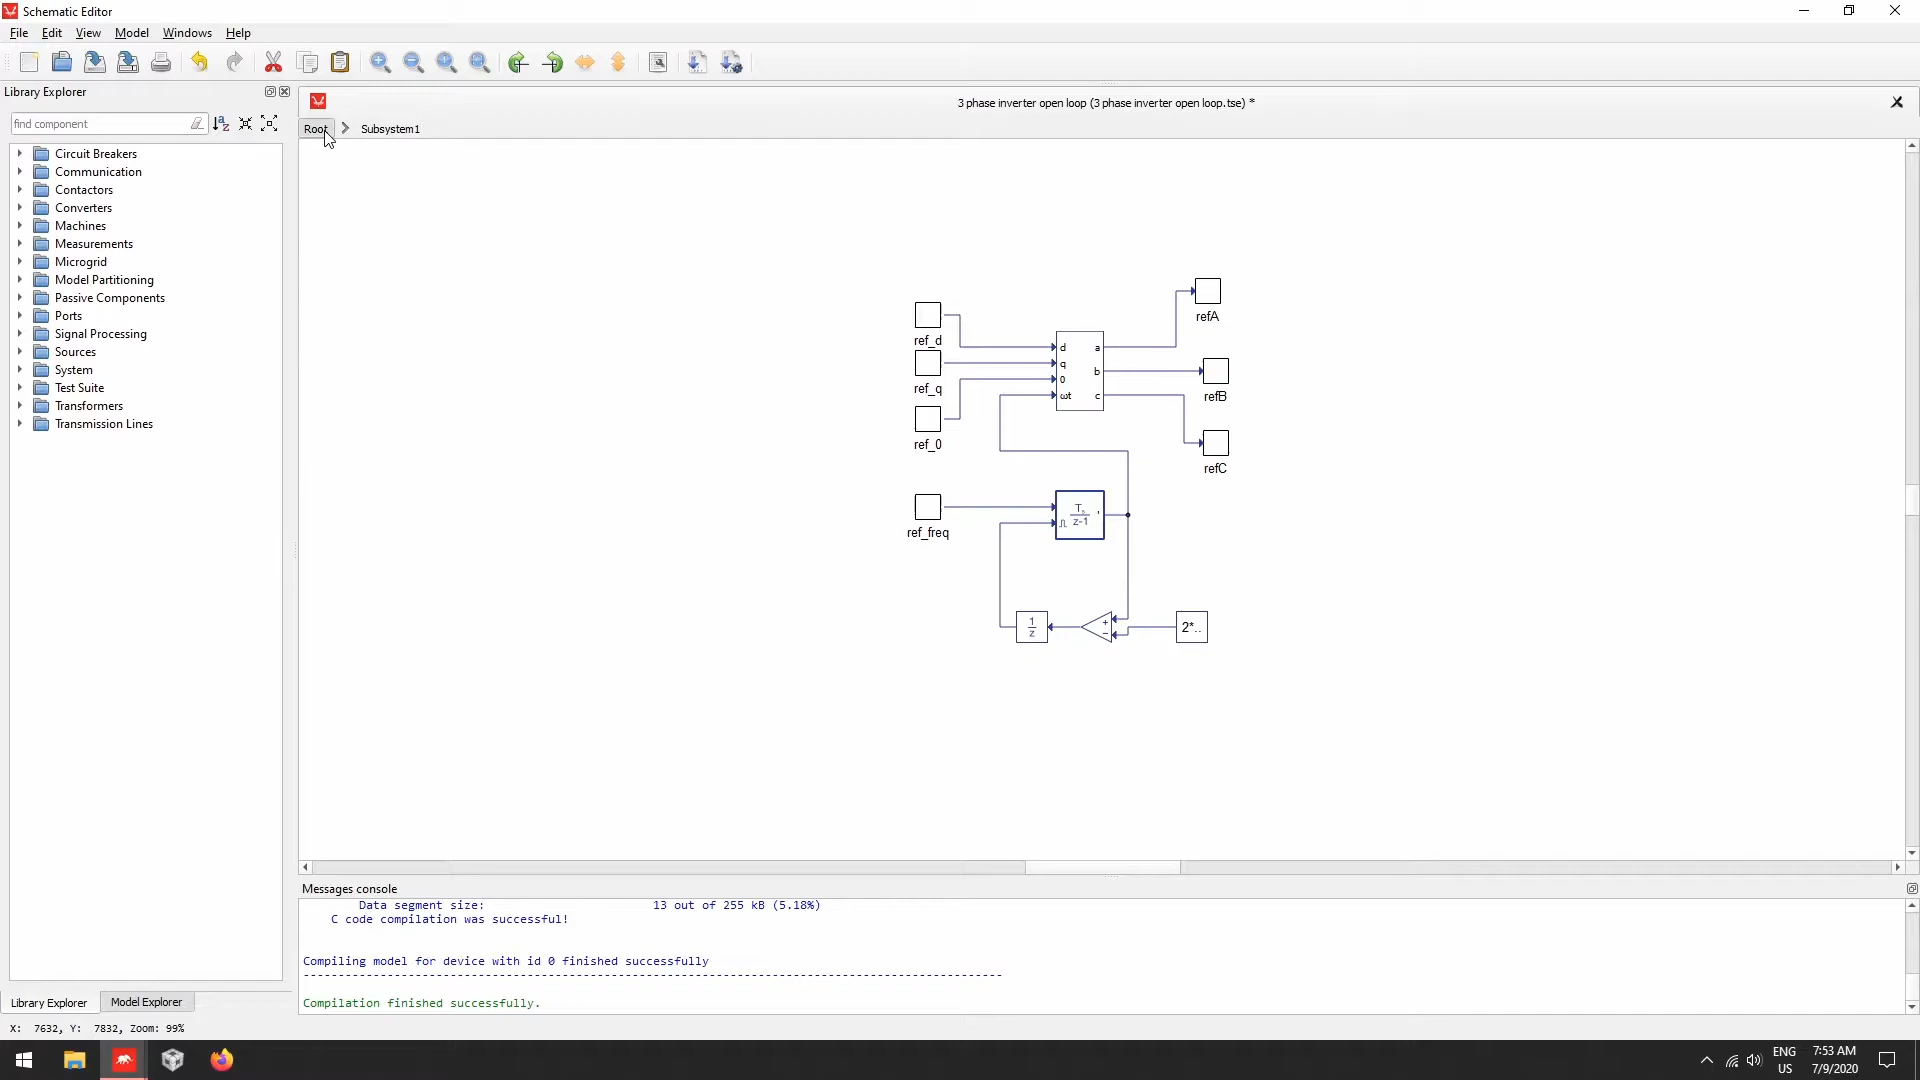 Schematic Editor
File Edit View Model Windows Help
Library Explorer
find component
Circuit Breakers
Communication
Contactors
Converters
Machines
Measurements
Microgrid
Model Partitioning
Passive Components
Ports
Signal Processing
Sources
System
Test Suite
Transformers
Transmission Lines
Library Explorer Model Explorer
X: 7632, Y: 7832, Zoom: 99%
3 phase inverter open loop (3 phase inverter open loop.tse) *
Root Subsystem1
refA
ref_d
d a
q
b refB
ref_q
0
ωt c
ref_0
refC
ref_freq
z-1
1
z
+
-
2*..
Messages console
Data segment size: 13 out of 255 kB (5.18%)
C code compilation was successful!
Compiling model for device with id 0 finished successfully
Compilation finished successfully.
ENG
US
7:53 AM
7/9/2020